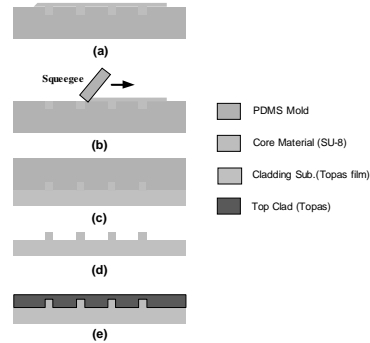 (a)
Squeegee
(b)
(c)
(d)
(e)
PDMS Mold
Core Material (SU-8)
Cladding Sub.(Topas film)
Top Clad (Topas)